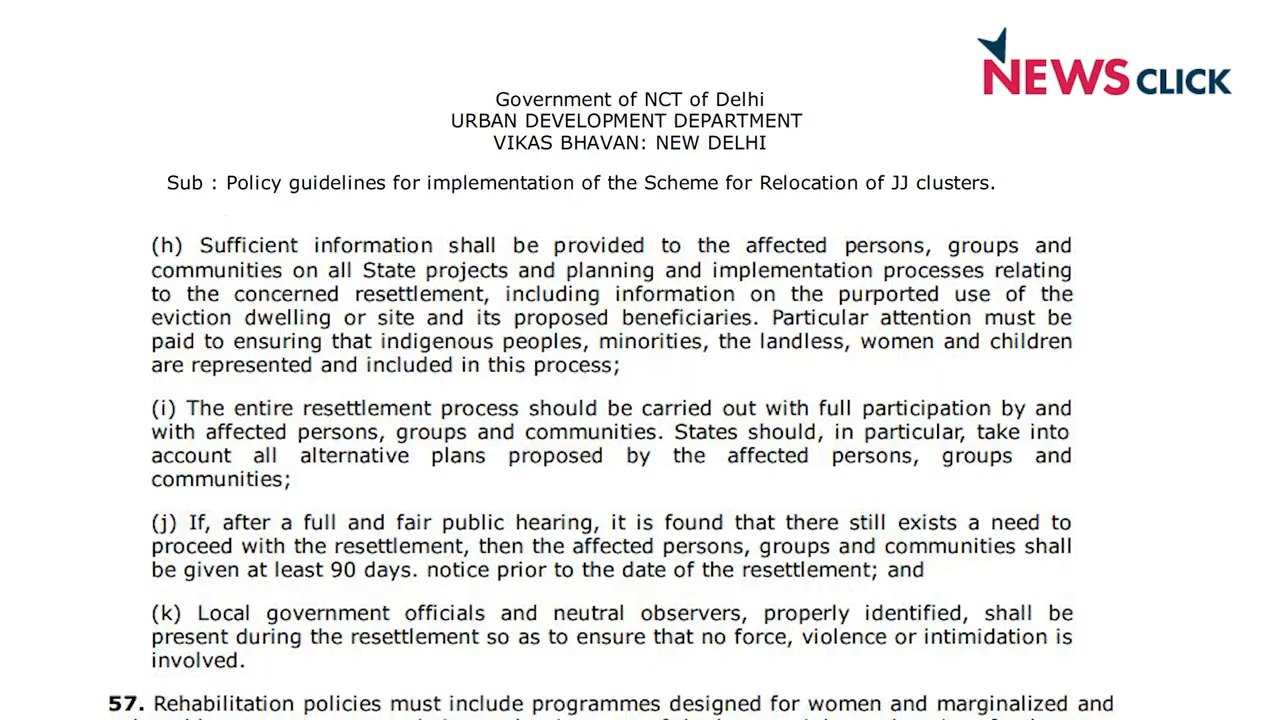 NEWS CLICK
Government of NCT of Delhi
URBAN DEVELOPMENT DEPARTMENT
VIKAS BHAVAN: NEW DELHI
Sub : Policy guidelines for implementation of the Scheme for Relocation of JJ clusters.
(h) Sufficient information shall be provided to the affected persons, groups and
communities on all State projects and planning and implementation processes relating
to the concerned resettlement, including information on the purported use of the
eviction dwelling or site and its proposed beneficiaries. Particular attention must be
paid to ensuring that indigenous peoples, minorities, the landless, women and children
are represented and included in this process;
(i) The entire resettlement process should be carried out with full participation by and
with affected persons, groups and communities. States should, in particular, take into
account all alternative plans proposed by the affected persons, groups and
communities;
(j) If, after a full and fair public hearing, it is found that there still exists a need to
proceed with the resettlement, then the affected persons, groups and communities shall
be given at least 90 days. notice prior to the date of the resettlement; and
(k) Local government officials and neutral observers, properly identified, shall be
present during the resettlement so as to ensure that no force, violence or intimidation is
involved.
57. Rehabilitation policies must include programmes designed for women and marginalized and